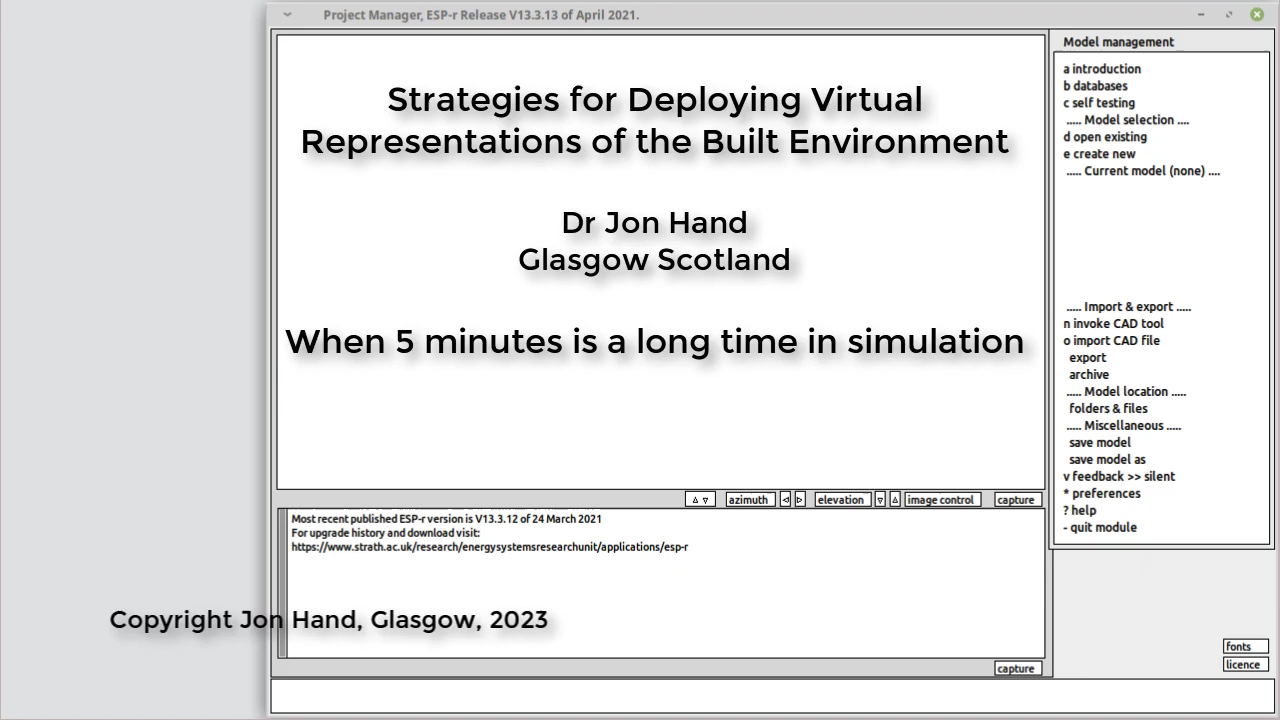 Project Manager, ESP-r Release V13.3.13 of April 2021.
Strategies for Deploying Virtual
Representations of the Built Environment
Dr Jon Hand
Glasgow Scotland
When 5 minutes is a long time in simulation
Model management
a introduction
b databases
c self testing
..... Model selection ....
d open existing
e create new
..... Current model (none) ....
..... Import & export .....
n invoke CAD tool
o import CAD file
export
archive
..... Model location .....
folders & files
..... Miscellaneous .....
save model
save model as
v feedback >> silent
* preferences
? help
- quit module
azimuth elevation image control capture
Most recent published ESP-r version is V13.3.12 of 24 March 2021
For upgrade history and download visit:
https://www.strath.ac.uk/research/energysystemsresearchunit/applications/esp-r
Copyright Jon Hand, Glasgow, 2023
capture
fonts
licence